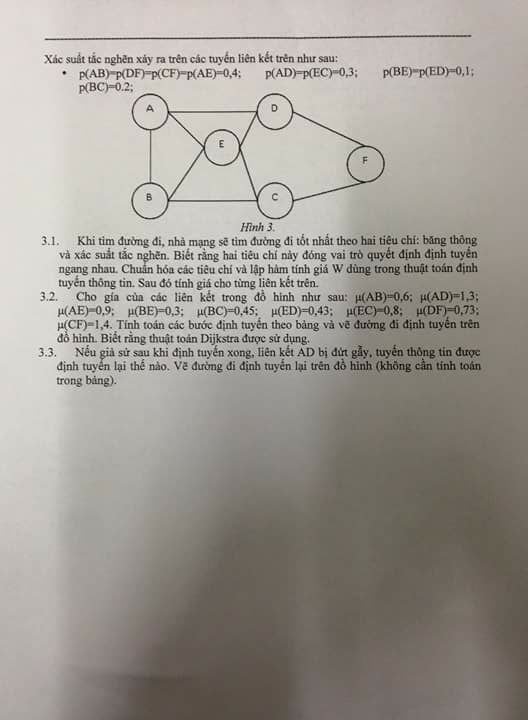 Xác suất tắc nghẽn xảy ra trên các tuyến liên kết trên như sau:
• p(AB)=p(DF)=p(CF)=p(AE)=0,4; p(AD)=p(EC)=0,3; p(BE)=p(ED)=0,1;
p(BC)=0.2;
A
D
E
F
B
C
Hình 3.
3.1. Khi tìm đường đi, nhà mạng sẽ tìm đường đi tốt nhất theo hai tiêu chí: băng thông
và xác suất tắc nghẽn. Biết rằng hai tiêu chí này đóng vai trò quyết định định tuyến
ngang nhau. Chuẩn hóa các tiêu chí và lập hàm tính giá W dùng trong thuật toán định
tuyến thông tin. Sau đó tính giá cho từng liên kết trên.
3.2. Cho gía của các liên kết trong đồ hình như sau: μ(AB)=0,6; μ(AD)=1,3;
μ(AE)=0,9; μ(BE)=0,3; μ(BC)=0,45; μ(ED)=0,43; μ(EC)=0,8; μ(DF)=0,73;
μ(CF)=1,4. Tính toán các bước định tuyến theo bảng và vẽ đường đi định tuyến trên
đồ hình. Biết rằng thuật toán Dijkstra được sử dụng.
3.3. Nếu giả sử sau khi định tuyến xong, liên kết AD bị đứt gẫy, tuyến thông tin được
định tuyến lại thế nào. Vẽ đường đi định tuyến lại trên đồ hình (không cần tính toán
trong bảng).